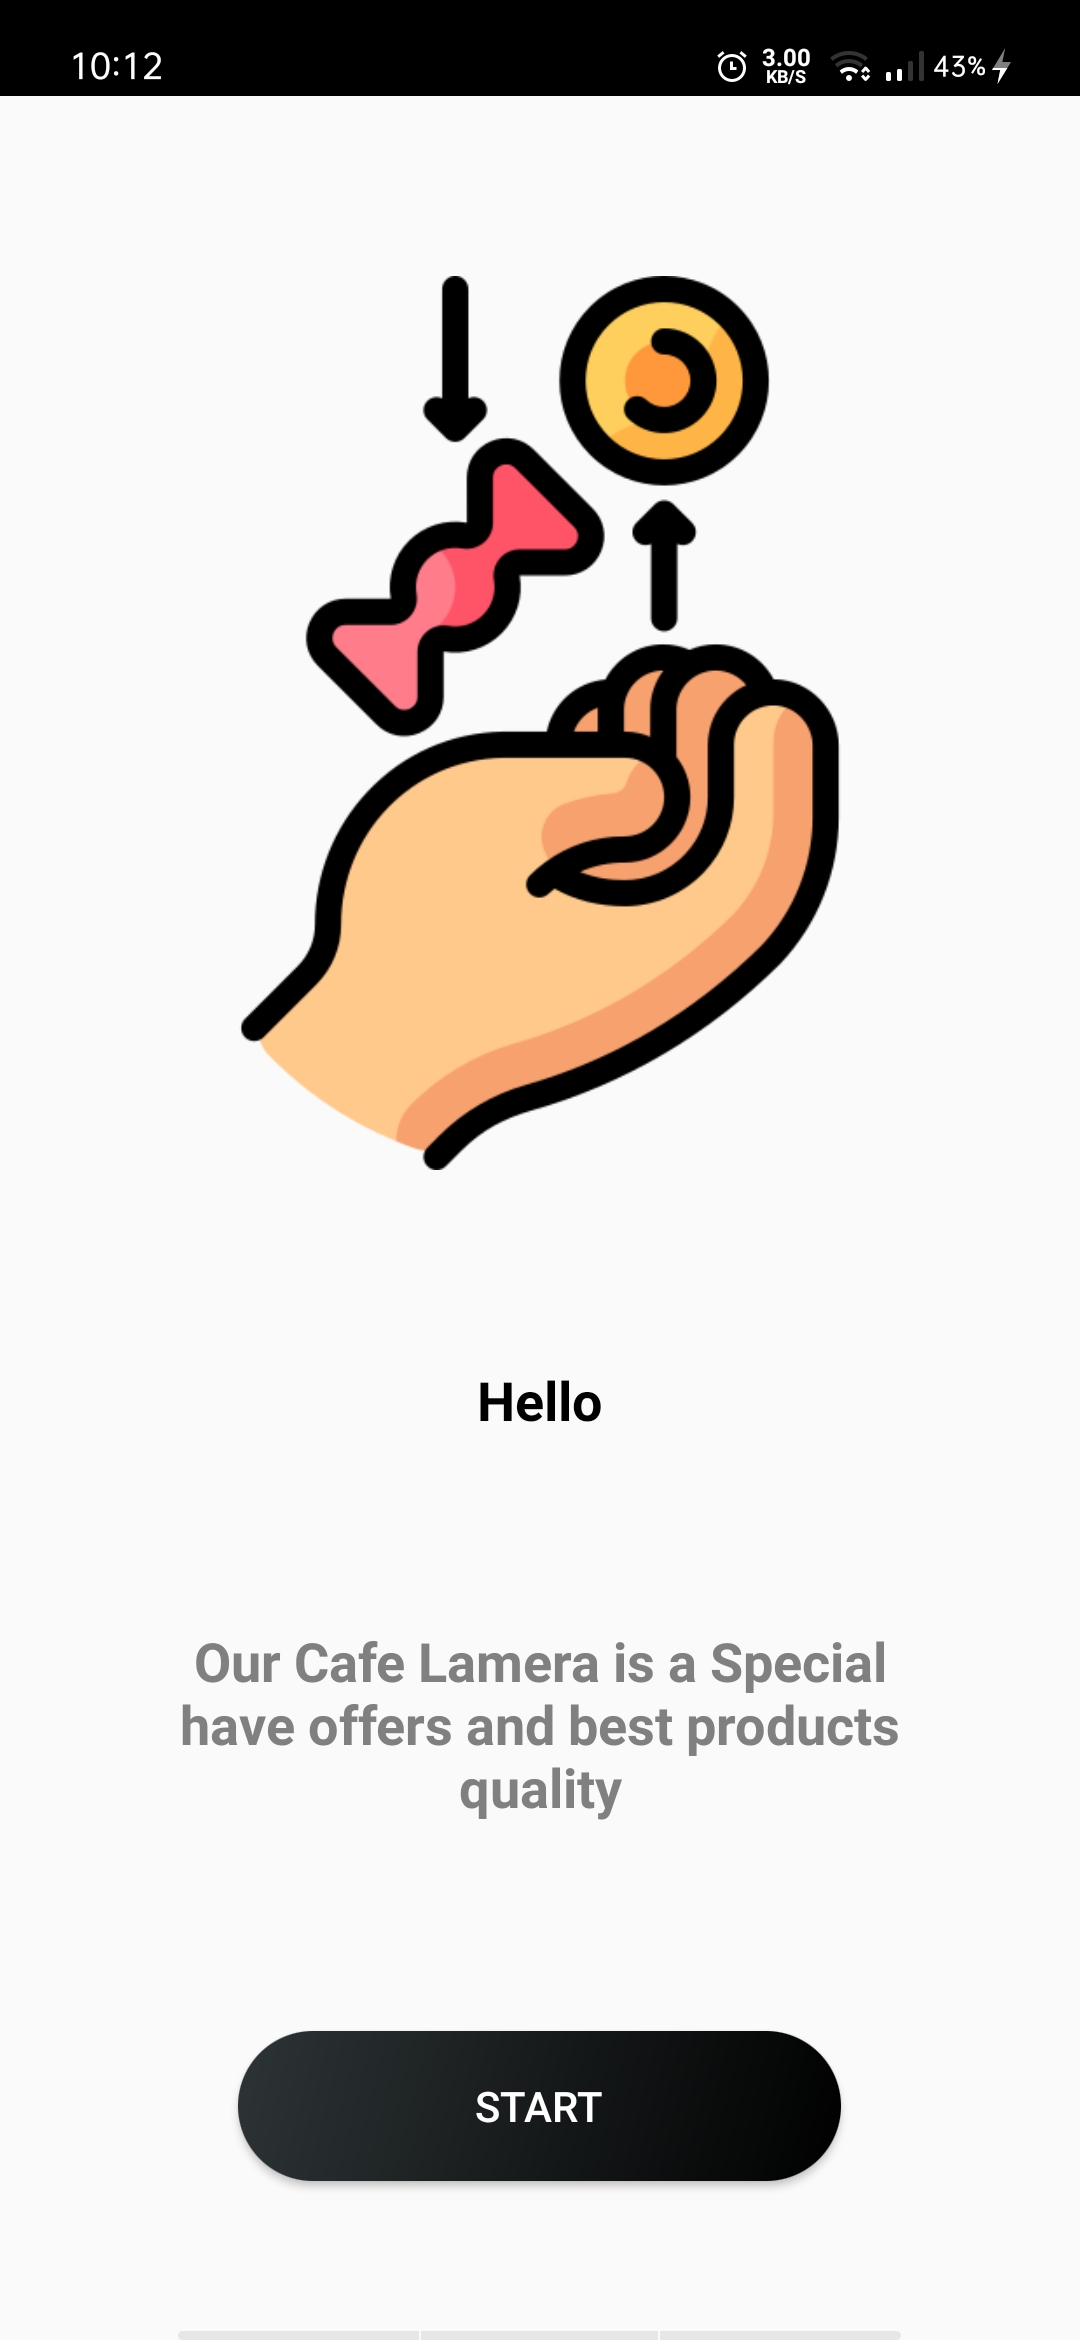 10:12
3.00
KB/S
43%
Hello
Our Cafe Lamera is a Special
have offers and best products
quality
START